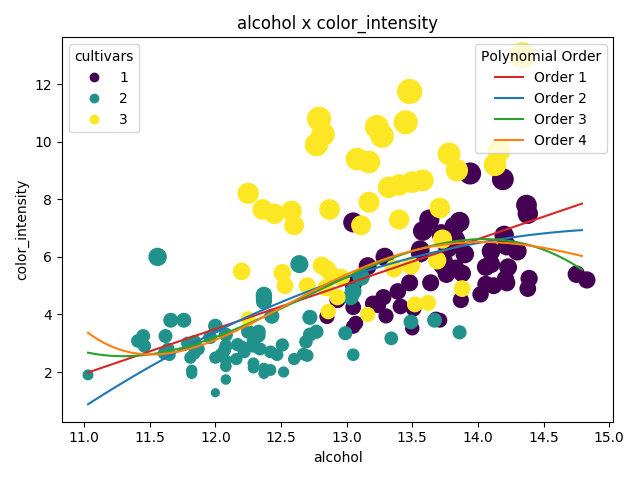 alcohol x color_intensity
cultivars
1
2
3
Polynomial Order
Order 1
Order 2
Order 3
Order 4
color_intensity
12
10
8
6
4
2
11.0 11.5 12.0 12.5 13.0 13.5 14.0 14.5 15.0
alcohol